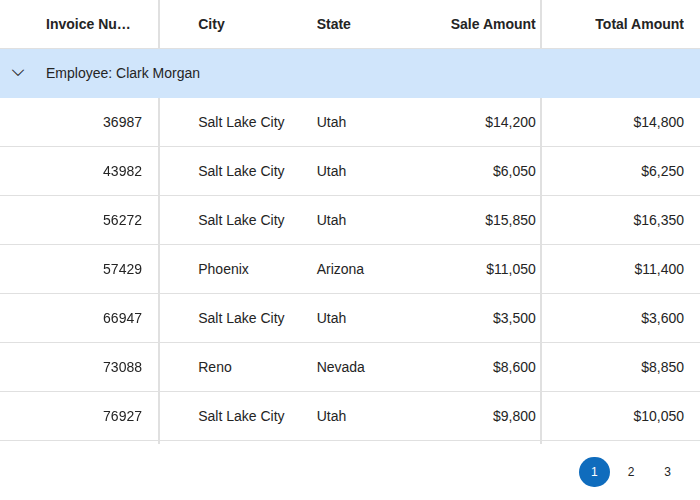 Invoice Nu… City State Sale Amount Total Amount
Employee: Clark Morgan
36987 Salt Lake City Utah $14,200 $14,800
43982 Salt Lake City Utah $6,050 $6,250
56272 Salt Lake City Utah $15,850 $16,350
57429 Phoenix Arizona $11,050 $11,400
66947 Salt Lake City Utah $3,500 $3,600
73088 Reno Nevada $8,600 $8,850
76927 Salt Lake City Utah $9,800 $10,050
1 2 3